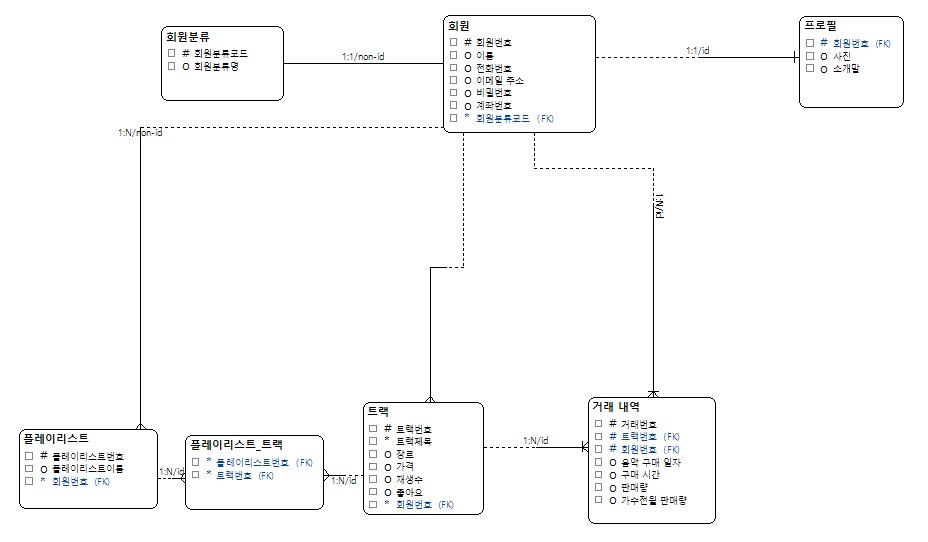 회원분류
# 회원분류코드
O 회원분류명
1:1/non-id
회원
# 회원번호
O 이름
O 전화번호
O 이메일 주소
O 비밀번호
O 계좌번호
* 회원분류코드 (FK)
1:1/id
프로필
# 회원번호 (FK)
O 사진
O 소개말
1:N/non-id
1:N/id
플레이리스트
# 플레이리스트번호
O 플레이리스트이름
* 회원번호 (FK)
1:N/id
플레이리스트_트랙
* 플레이리스트번호 (FK)
* 트랙번호 (FK)
1:N/id
트랙
# 트랙번호
* 트랙제목
O 장르
O 가격
O 재생수
O 좋아요
* 회원번호 (FK)
1:N/id
거래 내역
# 거래번호
# 트랙번호 (FK)
# 회원번호 (FK)
O 음악 구매 일자
O 구매 시간
O 판매량
O 가수전월 판매량